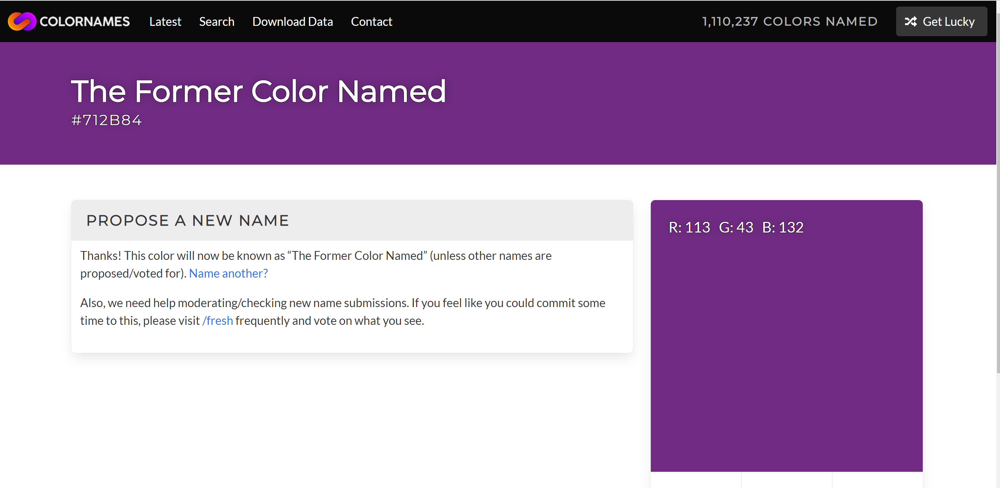 COLORNAMES Latest Search Download Data Contact 1,110,237 COLORS NAMED Get Lucky
The Former Color Named
#712B84
PROPOSE A NEW NAME
Thanks! This color will now be known as “The Former Color Named” (unless other names are
proposed/voted for). Name another?
Also, we need help moderating/checking new name submissions. If you feel like you could commit some
time to this, please visit /fresh frequently and vote on what you see.
R: 113 G: 43 B: 132